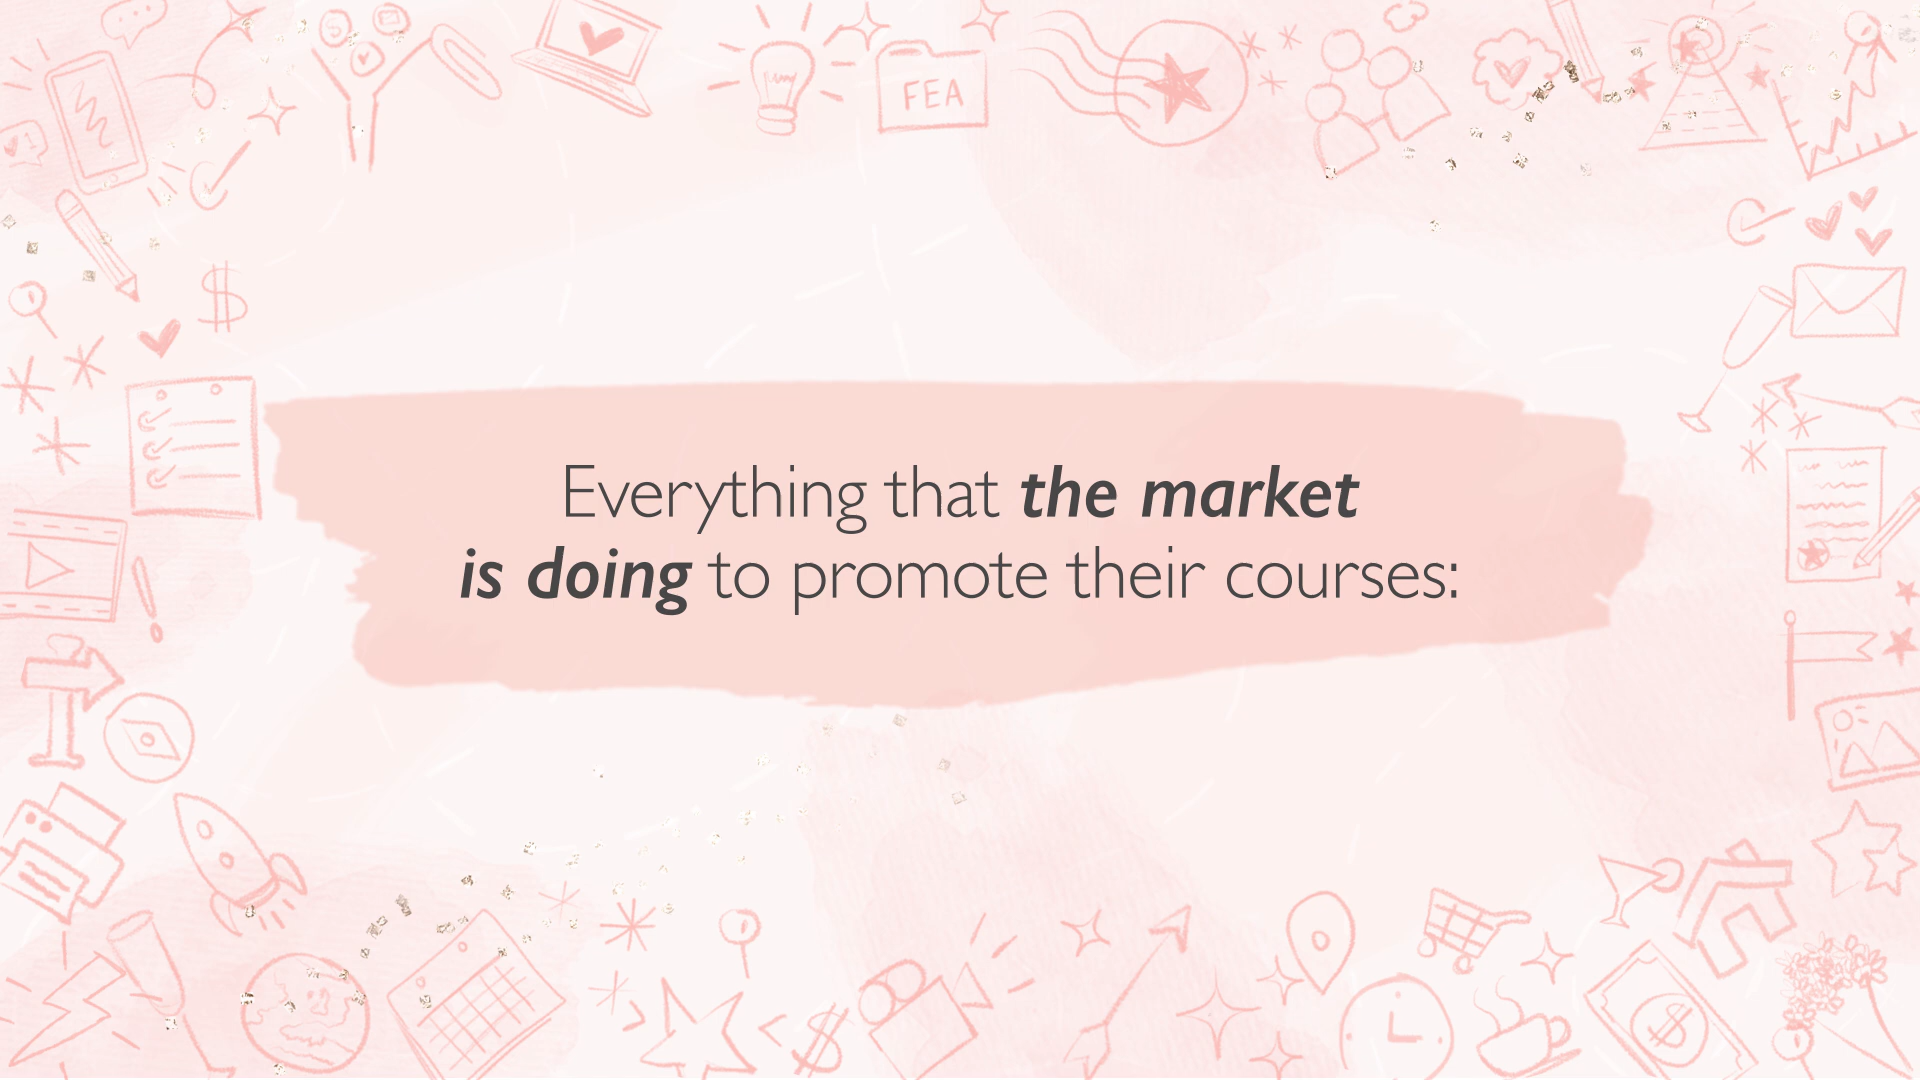 FEA
Everything that the market
is doing to promote their courses: